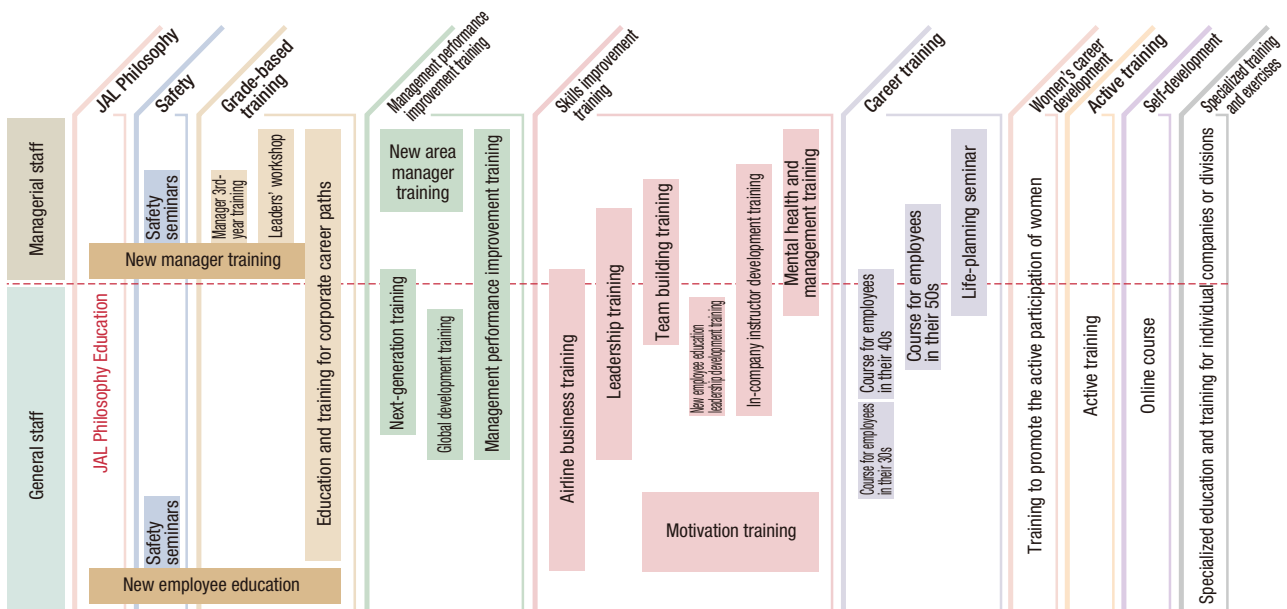 JAL Philosophy
Safety
Grade-based
training
Management performance
improvement training
Skills improvement
training
Career training
Women's career
development
Active training
Self-development
Specialized training
and exercises
Managerial staff
General staff
JAL Philosophy Education
Safety
seminars
New manager training
Safety
seminars
New employee education
Manager 3rd-
year training
Leaders' workshop
Education and training for corporate career paths
New area
manager
training
Next-generation training
Global development training
Management performance improvement training
Airline business training
Leadership training
Team building training
New employee education
leadership development training
In-company instructor development training
Mental health and
management training
Motivation training
Course for employees
in their 40s
Course for employees
in their 30s
Course for employees
in their 50s
Life-planning seminar
Training to promote the active participation of women
Active training
Online course
Specialized education and training for individual companies or divisions